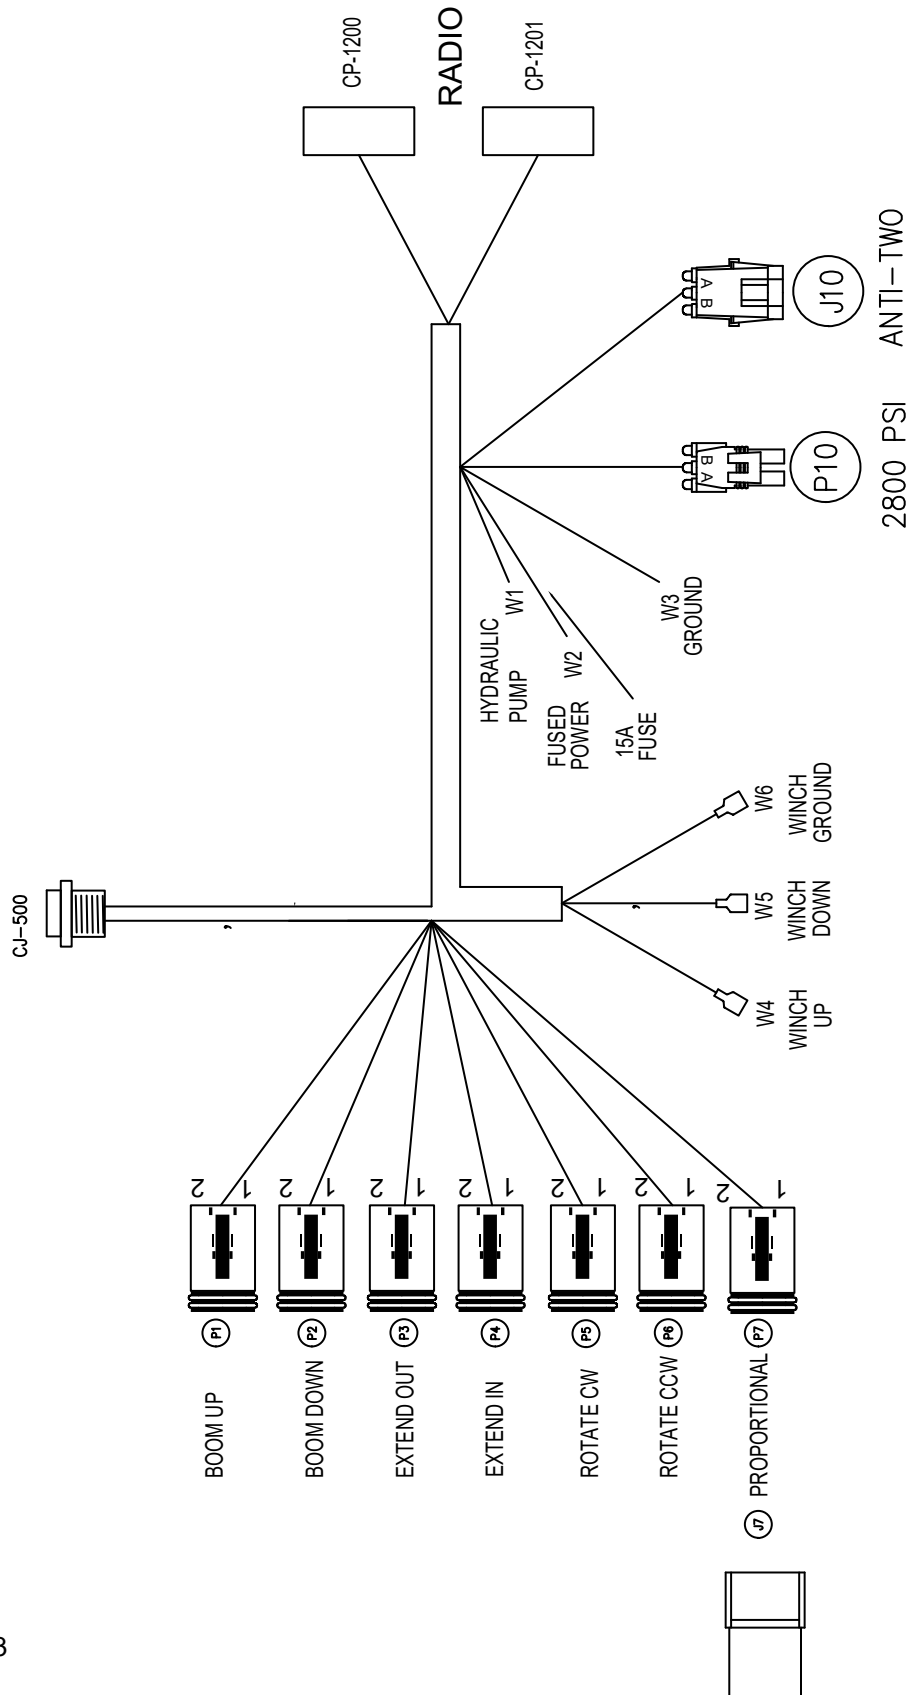 CJ-500
CP-1200
RADIO
CP-1201
A
B
J10
ANTI-TWO
B
A
P10
2800 PSI
W1
HYDRAULIC
PUMP
W2
FUSED
POWER
15A
FUSE
W3
GROUND
W6
WINCH
GROUND
W5
WINCH
DOWN
W4
WINCH
UP
2
1
P1
BOOM UP
2
1
P2
BOOM DOWN
2
1
P3
EXTEND OUT
2
1
P4
EXTEND IN
2
1
P5
ROTATE CW
2
1
P6
ROTATE CCW
2
1
P7
PROPORTIONAL
J7